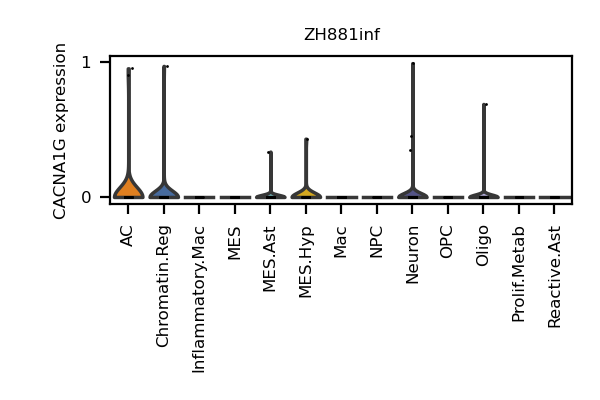 ZH881inf
CACNA1G expression
1
0
AC
Chromatin.Reg
Inflammatory.Mac
MES
MES.Ast
MES.Hyp
Mac
NPC
Neuron
OPC
Oligo
Prolif.Metab
Reactive.Ast